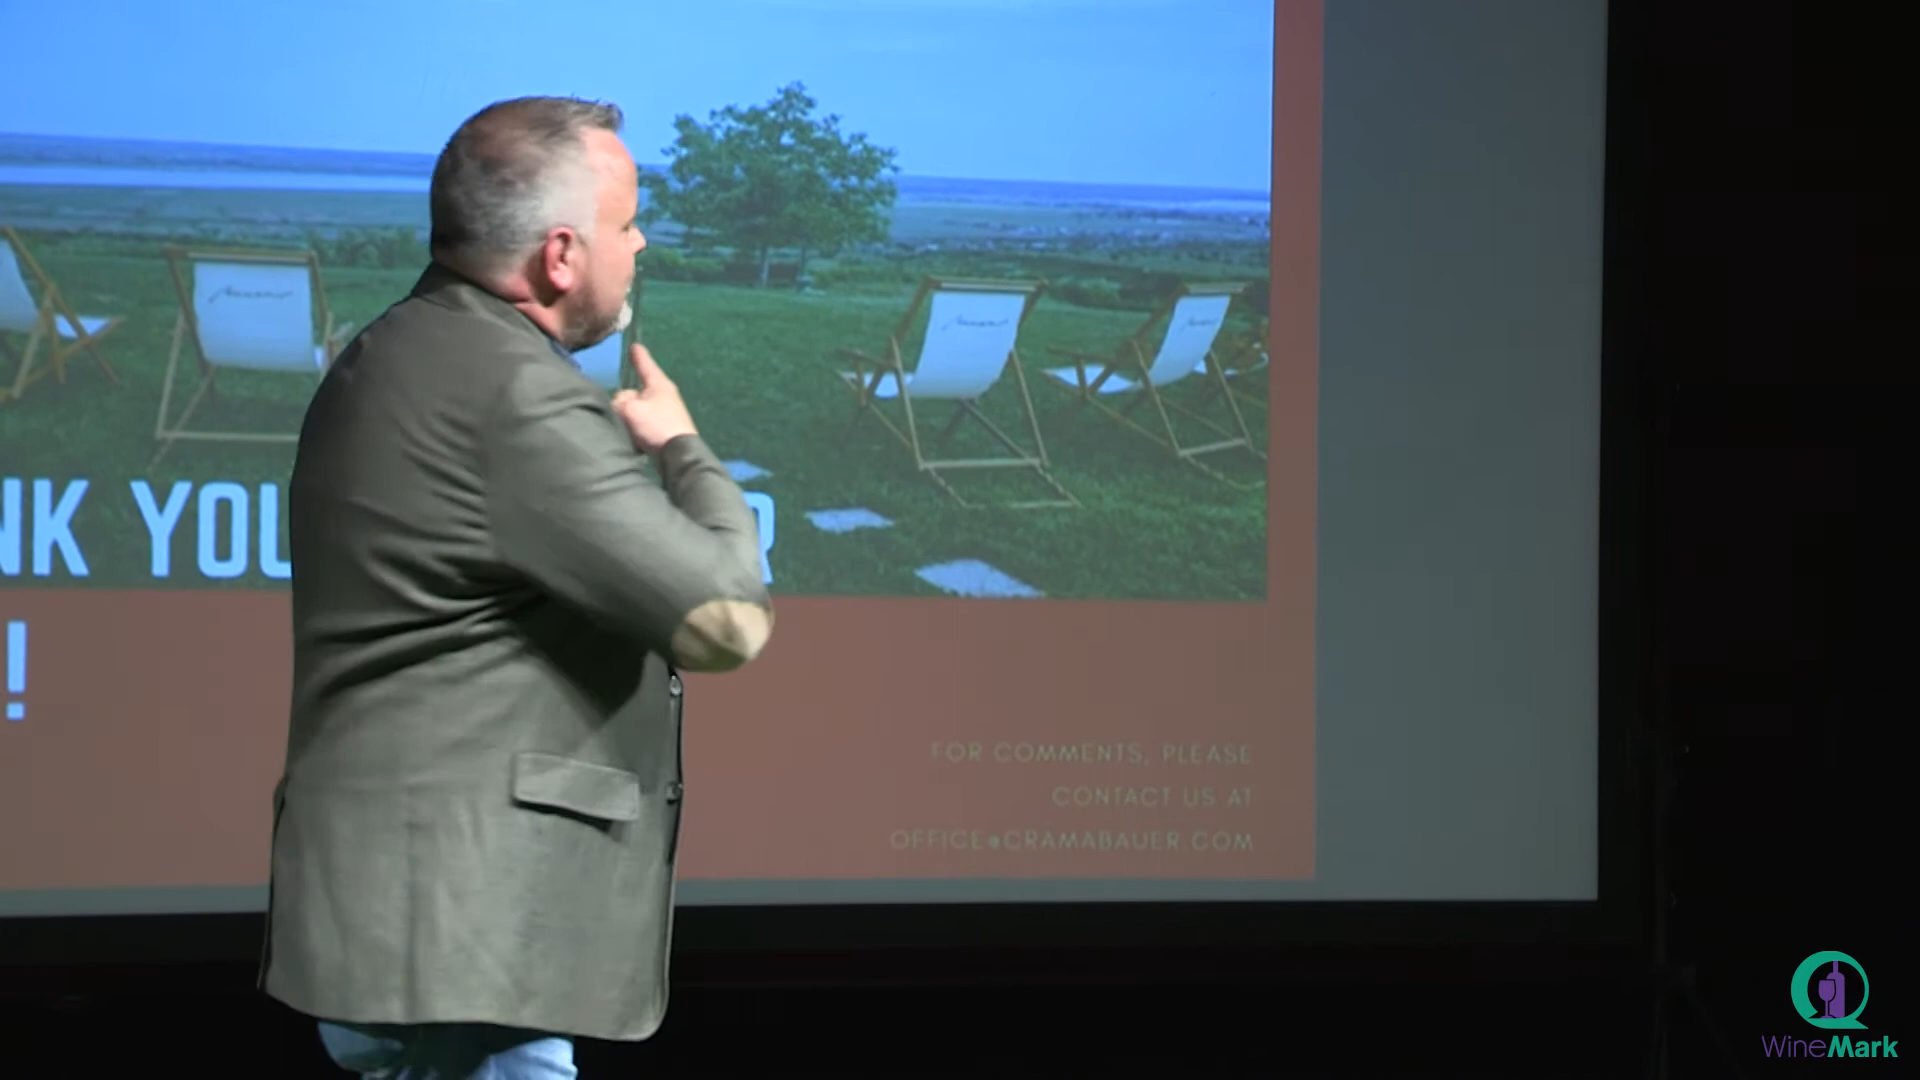 NK YOU
R
!
FOR COMMENTS, PLEASE
CONTACT US AT
OFFICE@CRAMABAUER.COM
WineMark